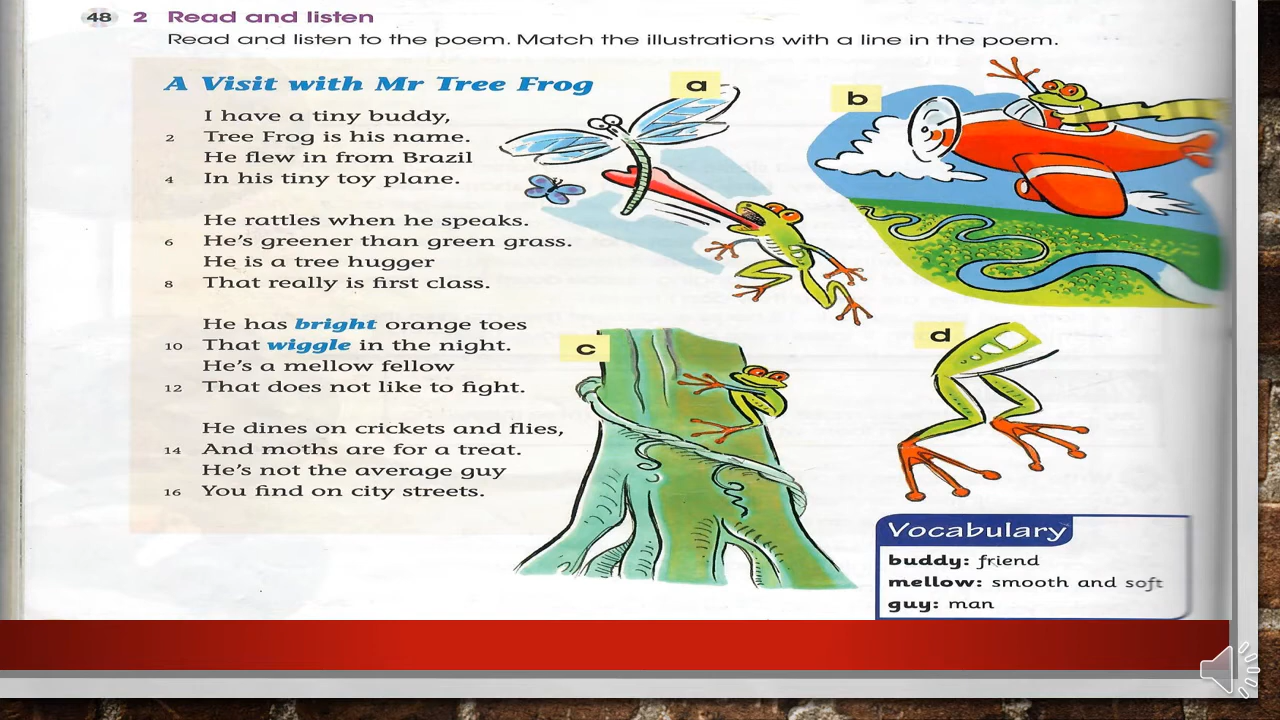 48 2 Read and listen
Read and listen to the poem. Match the illustrations with a line in the poem.
A Visit with Mr Tree Frog
I have a tiny buddy,
2 Tree Frog is his name.
He flew in from Brazil
4 In his tiny toy plane.
He rattles when he speaks.
6 He's greener than green grass.
He is a tree hugger
8 That really is first class.
He has bright orange toes
10 That wiggle in the night.
He's a mellow fellow
12 That does not like to fight.
He dines on crickets and flies,
14 And moths are for a treat.
He's not the average guy
16 You find on city streets.
a
b
c
d
Vocabulary
buddy: friend
mellow: smooth and soft
guy: man